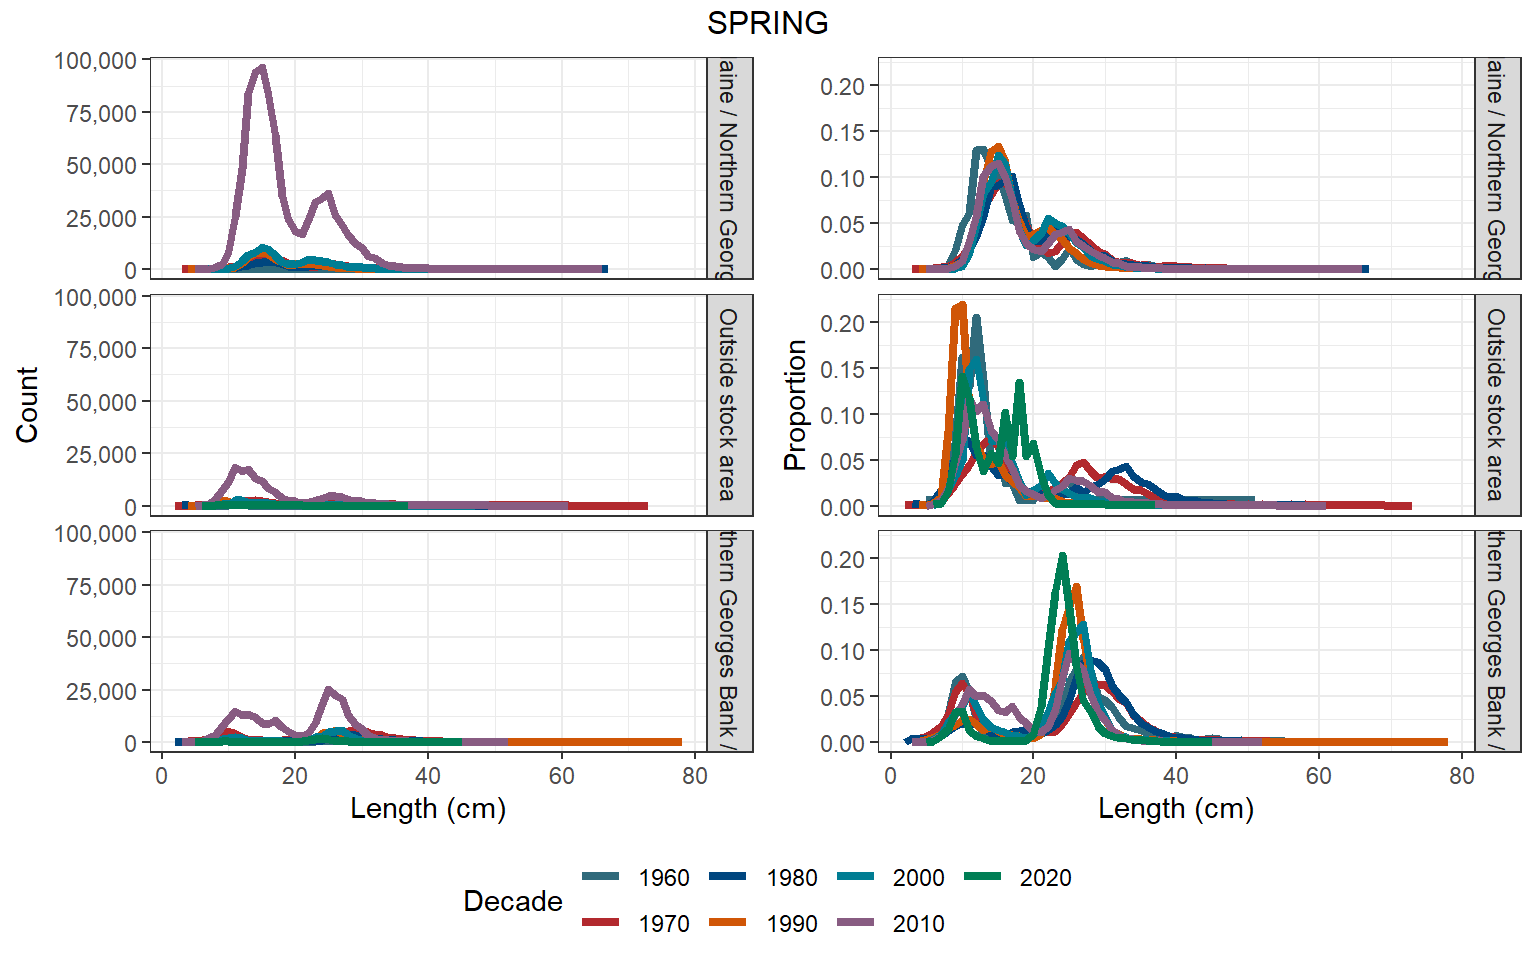 SPRING
100,000
75,000
50,000
25,000
0
aine / Northern Georg
100,000
75,000
50,000
25,000
0
Outside stock area
100,000
75,000
50,000
25,000
0
thern Georges Bank /
0 20 40 60 80
Length (cm)
Count
0.20
0.15
0.10
0.05
0.00
aine / Northern Georg
0.20
0.15
0.10
0.05
0.00
Outside stock area
0.20
0.15
0.10
0.05
0.00
thern Georges Bank /
0 20 40 60 80
Length (cm)
Proportion
Decade
1960 1980 2000 2020
1970 1990 2010